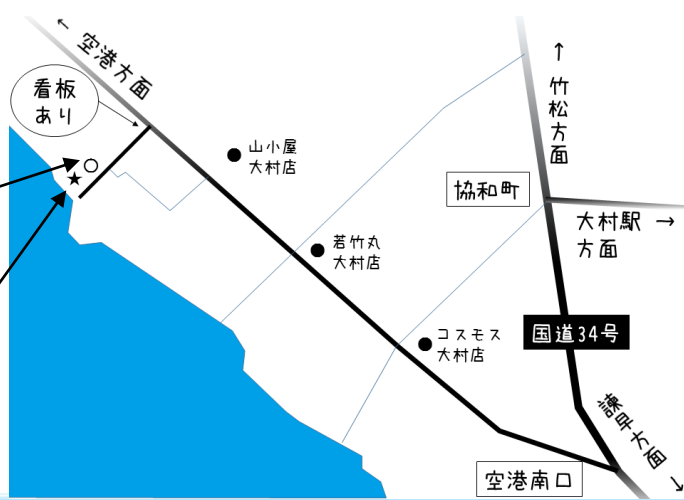 ← 空港方面
看板
あり
山小屋
大村店
↑
竹松方面
協和町
大村駅 →
方面
若竹丸
大村店
コスモス
大村店
国道34号
諫早方面 →
空港南口